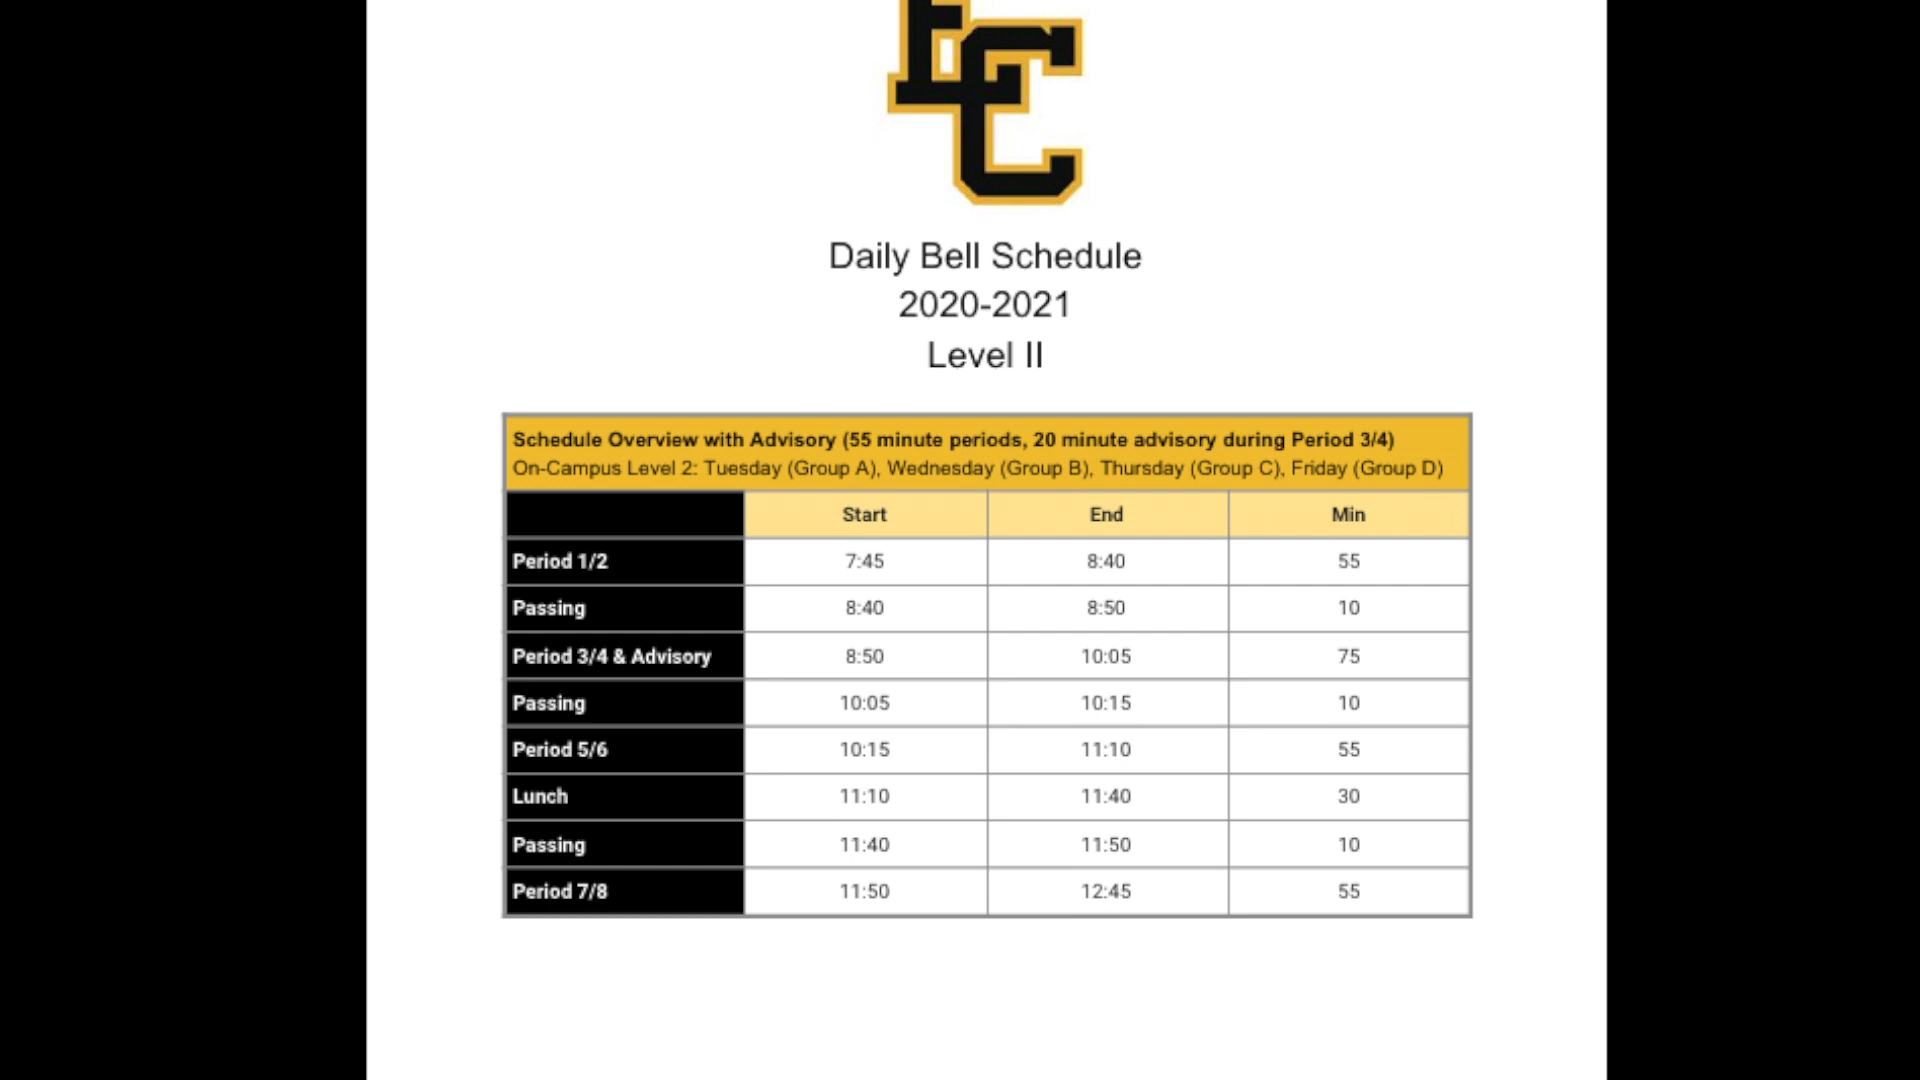 FC
Daily Bell Schedule
2020-2021
Level II
Schedule Overview with Advisory (55 minute periods, 20 minute advisory during Period 3/4)
On-Campus Level 2: Tuesday (Group A), Wednesday (Group B), Thursday (Group C), Friday (Group D)
Start End Min
Period 1/2 7:45 8:40 55
Passing 8:40 8:50 10
Period 3/4 & Advisory 8:50 10:05 75
Passing 10:05 10:15 10
Period 5/6 10:15 11:10 55
Lunch 11:10 11:40 30
Passing 11:40 11:50 10
Period 7/8 11:50 12:45 55